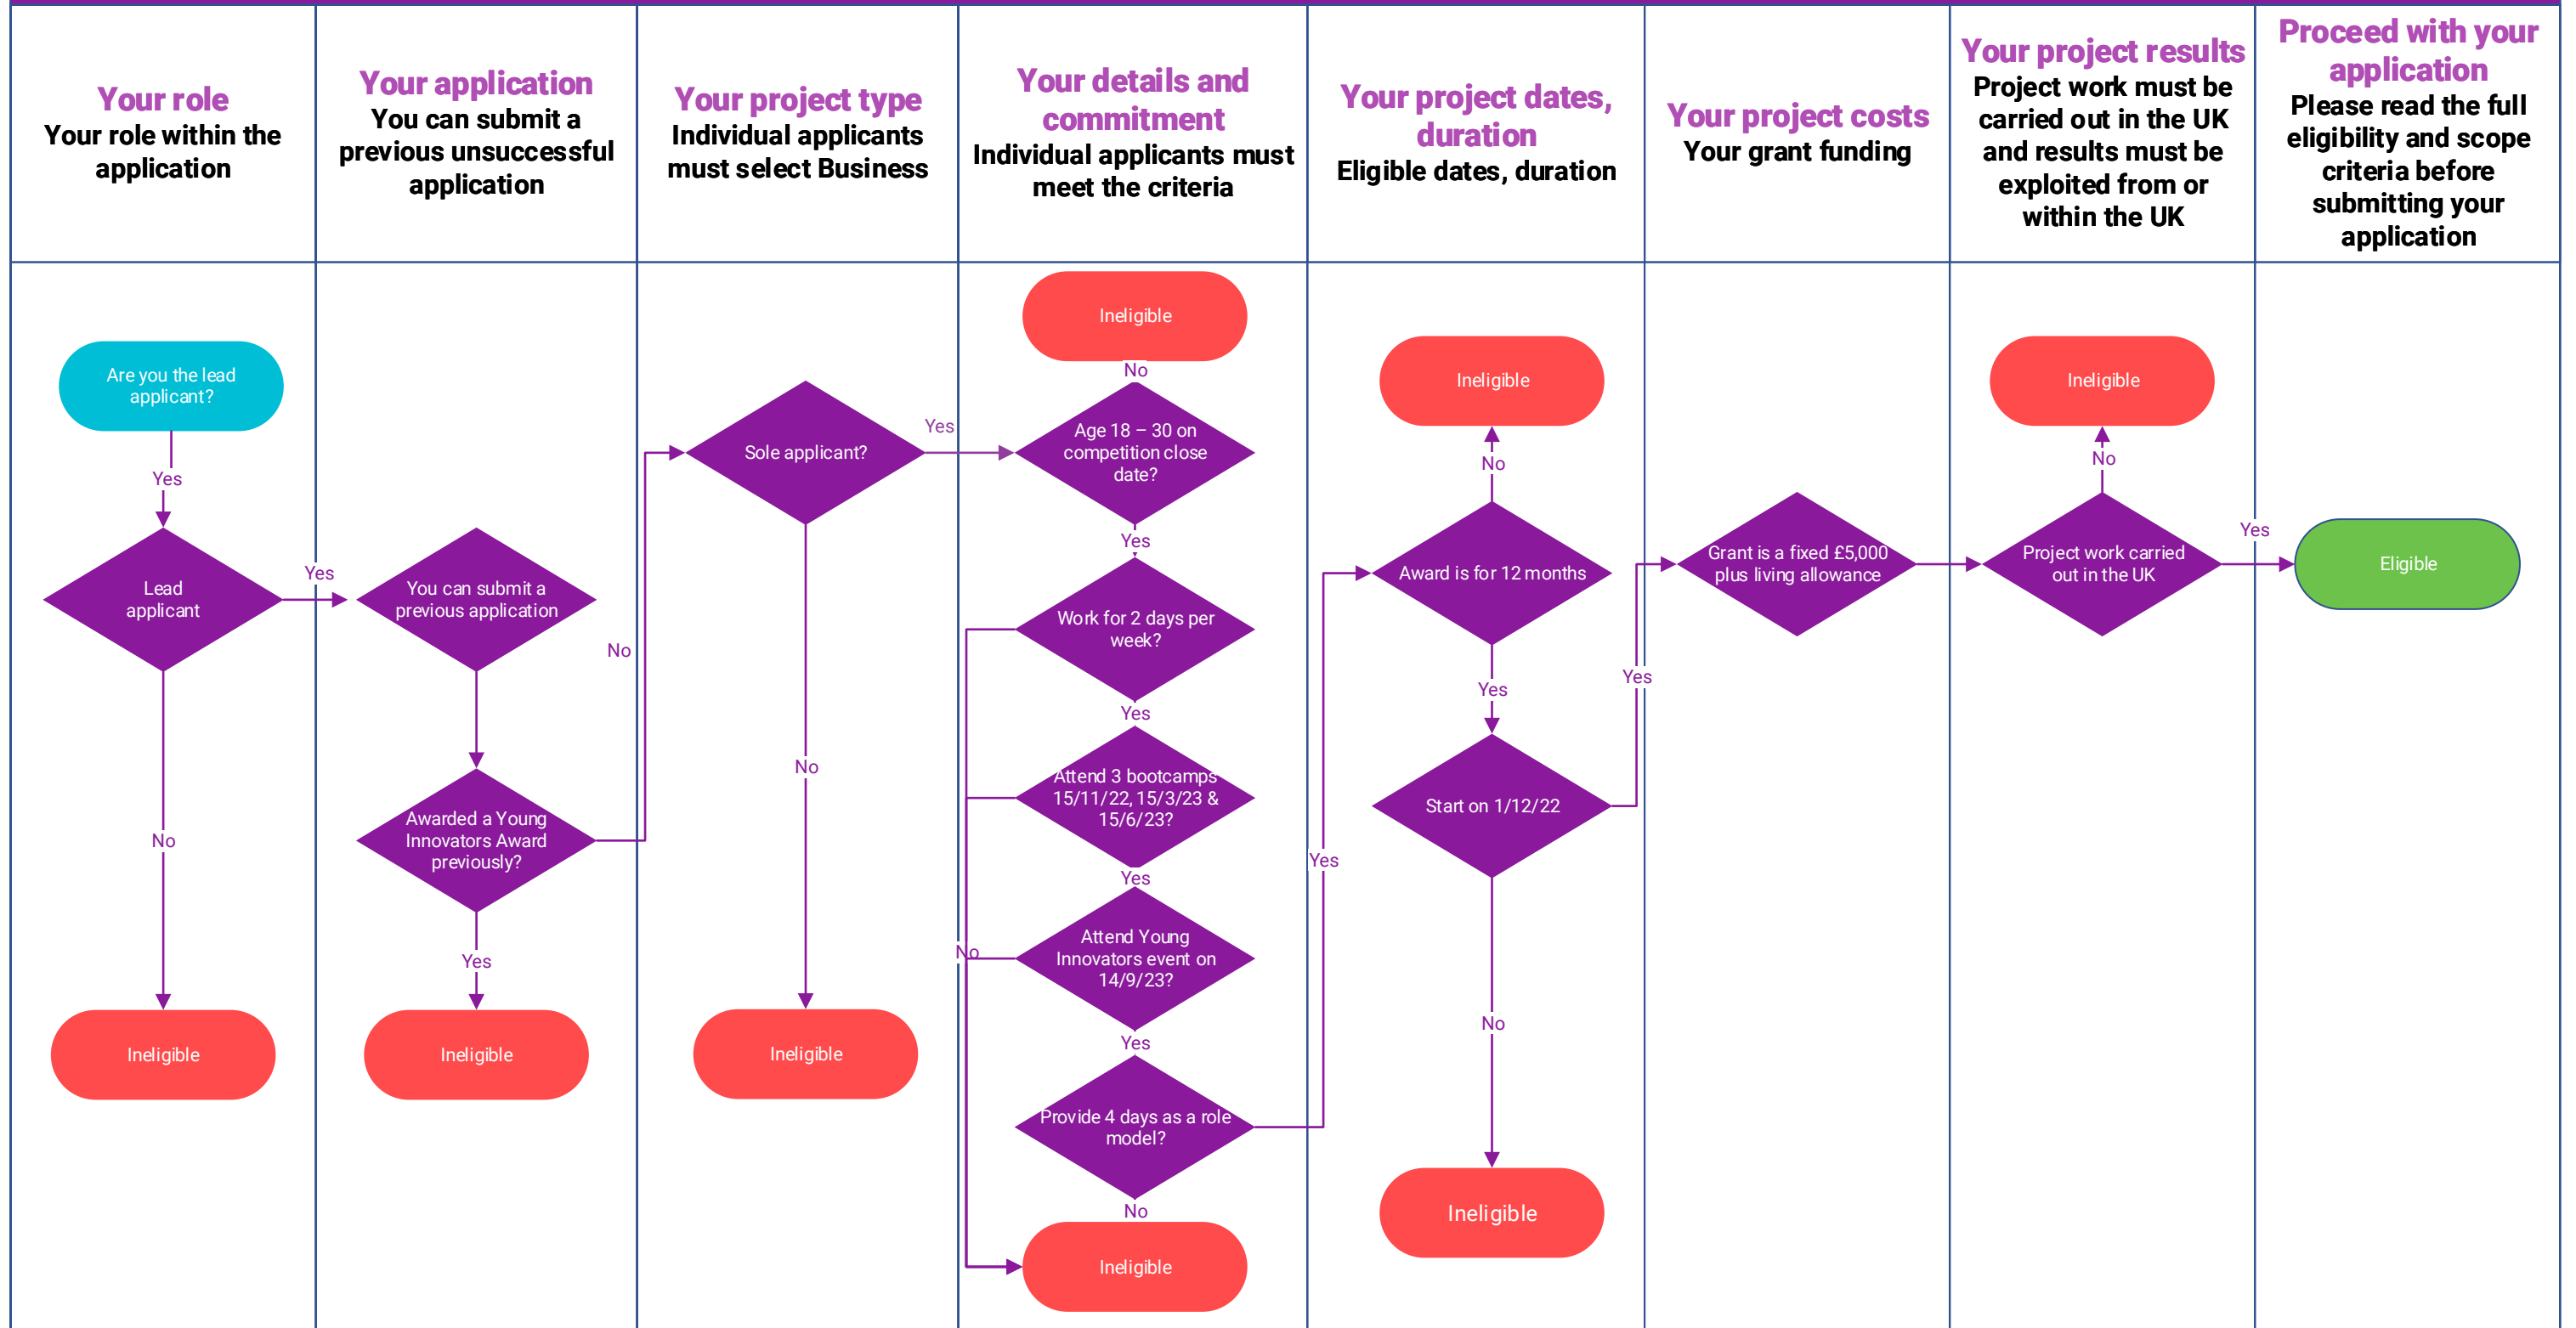 Your role
Your role within the
application
Your application
You can submit a
previous unsuccessful
application
Your project type
Individual applicants
must select Business
Your details and
commitment
Individual applicants must
meet the criteria
Your project dates,
duration
Eligible dates, duration
Your project costs
Your grant funding
Your project results
Project work must be
carried out in the UK
and results must be
exploited from or
within the UK
Proceed with your
application
Please read the full
eligibility and scope
criteria before
submitting your
application
Are you the lead
applicant?
Yes
Lead
applicant
Yes
No
Ineligible
You can submit a
previous application
Awarded a Young
Innovators Award
previously?
No
Yes
Ineligible
Sole applicant?
Yes
No
Ineligible
Ineligible
No
Age 18 – 30 on
competition close
date?
Yes
Work for 2 days per
week?
Yes
Attend 3 bootcamps
15/11/22, 15/3/23 &
15/6/23?
Yes
No
Attend Young
Innovators event on
14/9/23?
Yes
Provide 4 days as a role
model?
No
Ineligible
Yes
Ineligible
No
Award is for 12 months
Yes
Start on 1/12/22
No
Ineligible
Yes
Grant is a fixed £5,000
plus living allowance
Ineligible
No
Project work carried
out in the UK
Yes
Eligible